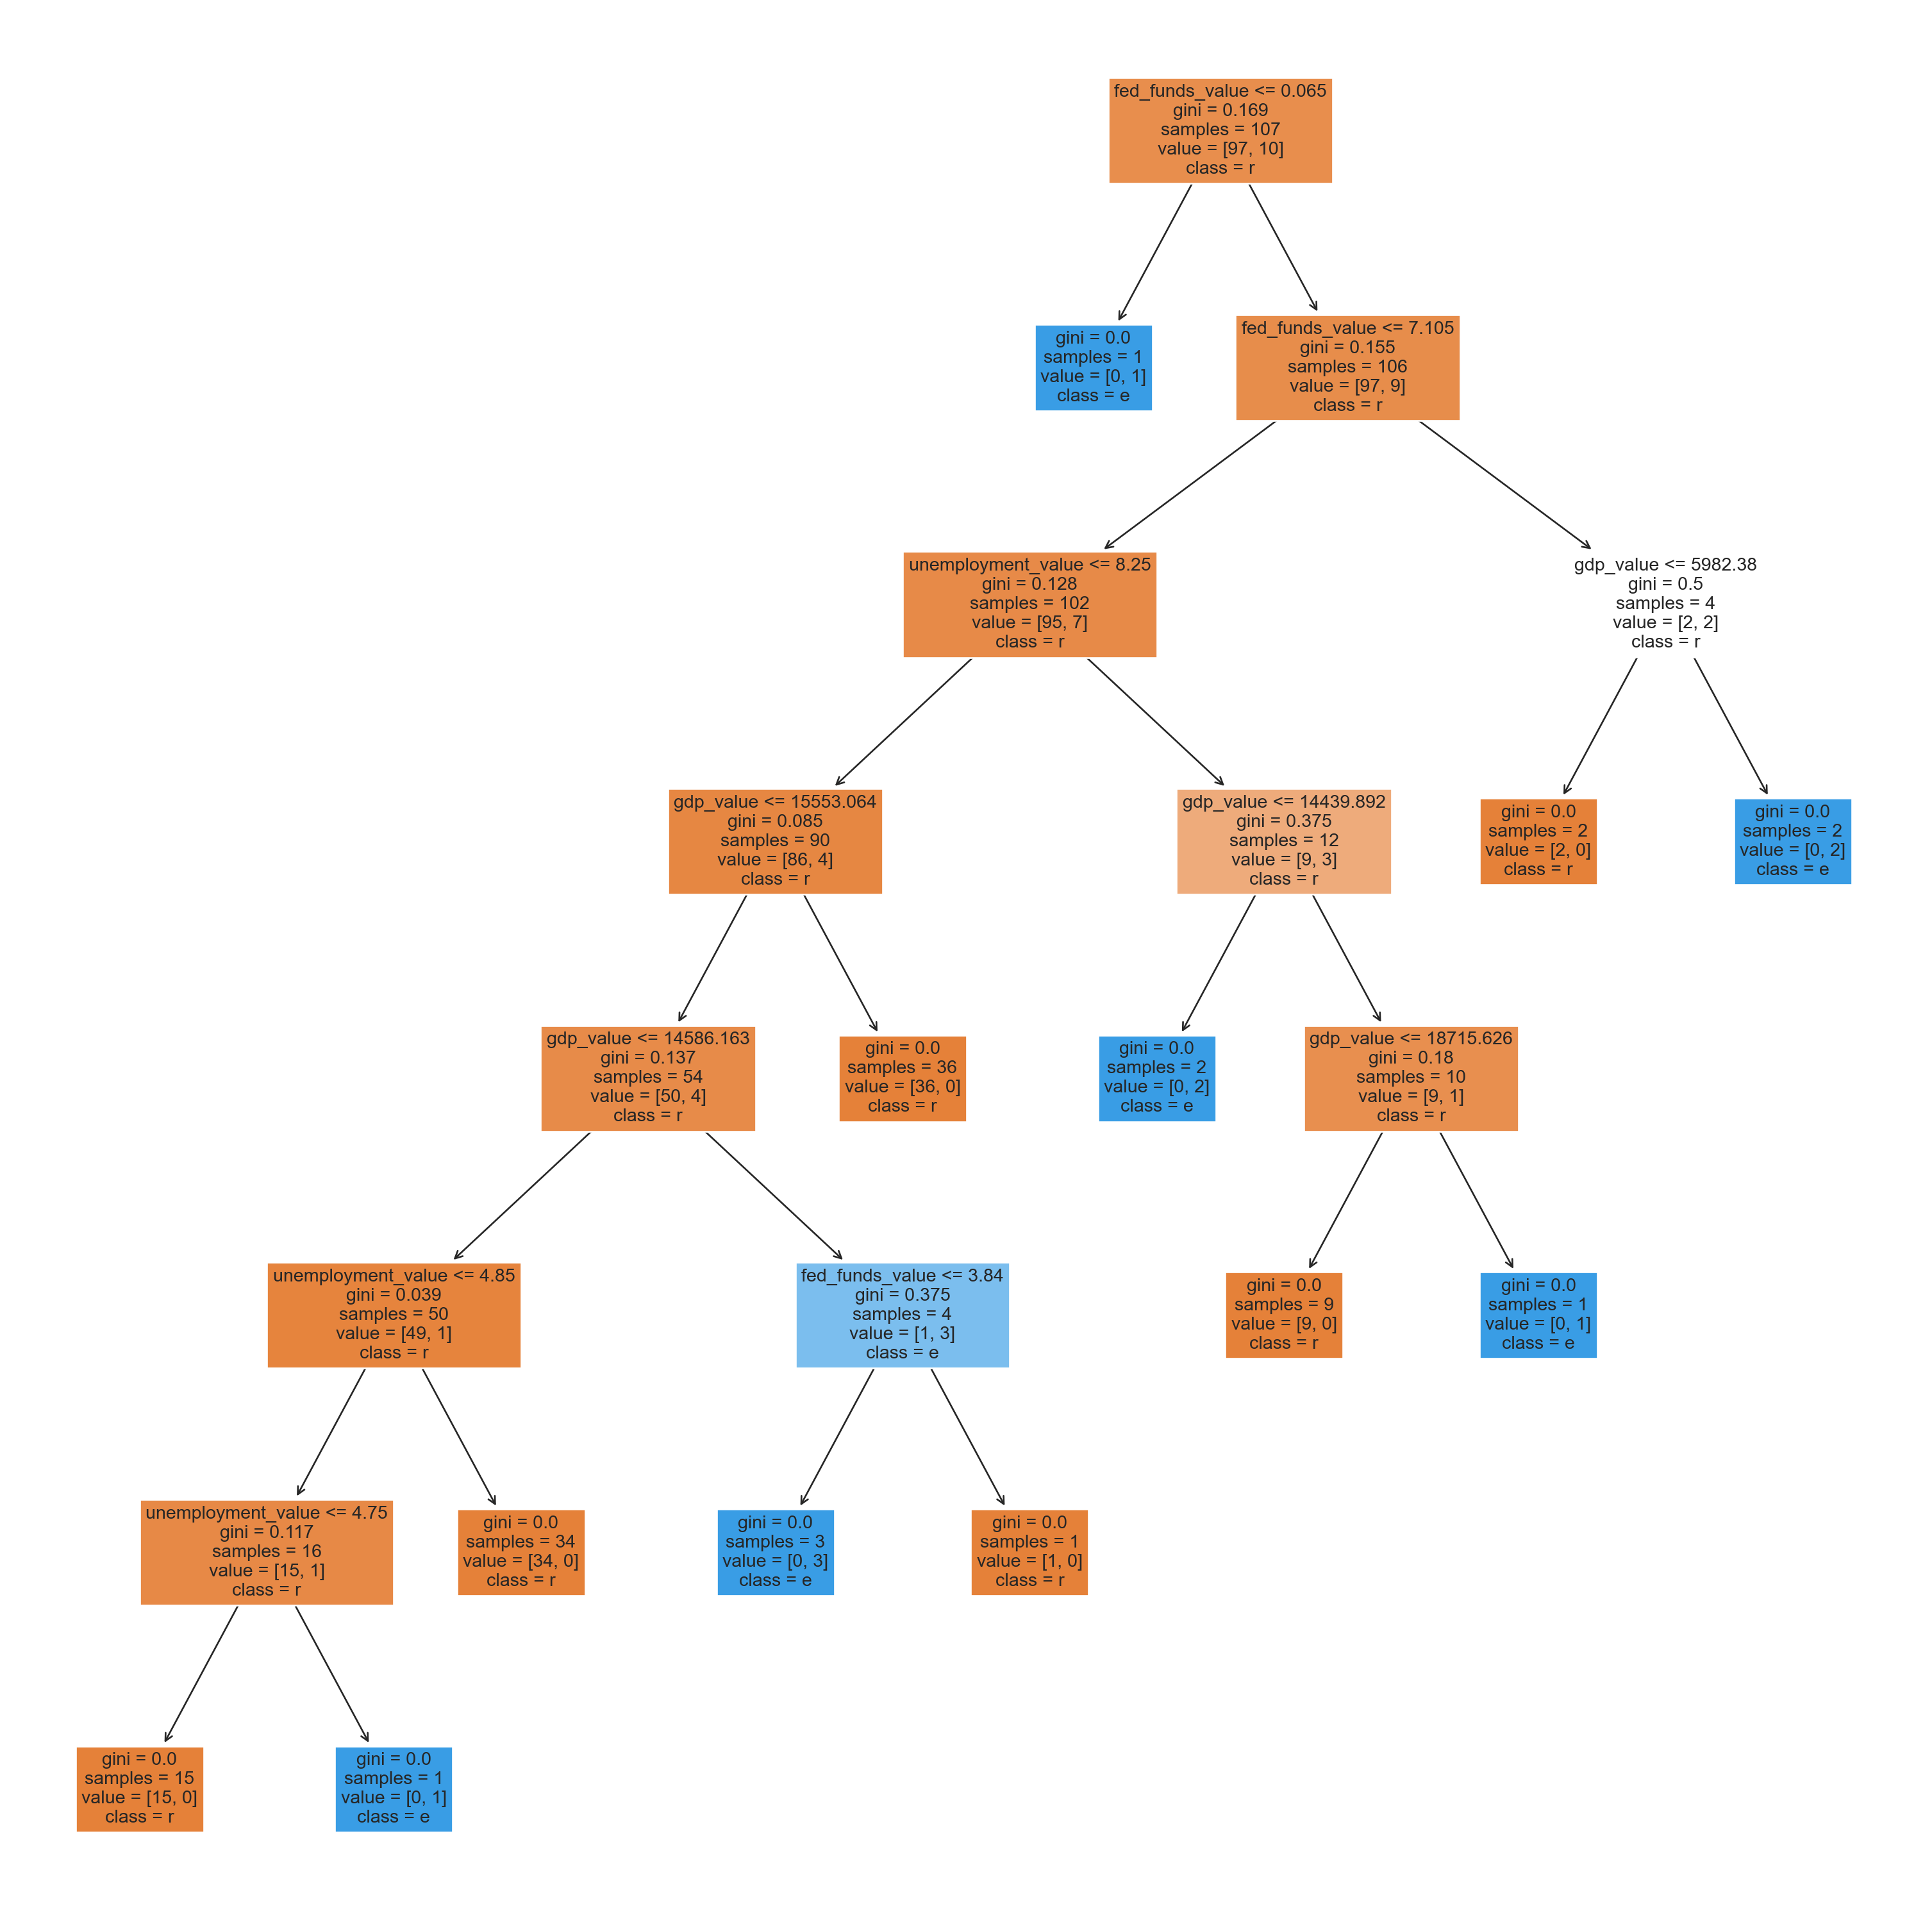 fed_funds_value <= 0.065
gini = 0.169
samples = 107
value = [97, 10]
class = r
gini = 0.0
samples = 1
value = [0, 1]
class = e
fed_funds_value <= 7.105
gini = 0.155
samples = 106
value = [97, 9]
class = r
unemployment_value <= 8.25
gini = 0.128
samples = 102
value = [95, 7]
class = r
gdp_value <= 5982.38
gini = 0.5
samples = 4
value = [2, 2]
class = r
gdp_value <= 15553.064
gini = 0.085
samples = 90
value = [86, 4]
class = r
gdp_value <= 14439.892
gini = 0.375
samples = 12
value = [9, 3]
class = r
gini = 0.0
samples = 2
value = [2, 0]
class = r
gini = 0.0
samples = 2
value = [0, 2]
class = e
gdp_value <= 14586.163
gini = 0.137
samples = 54
value = [50, 4]
class = r
gini = 0.0
samples = 36
value = [36, 0]
class = r
gini = 0.0
samples = 2
value = [0, 2]
class = e
gdp_value <= 18715.626
gini = 0.18
samples = 10
value = [9, 1]
class = r
unemployment_value <= 4.85
gini = 0.039
samples = 50
value = [49, 1]
class = r
fed_funds_value <= 3.84
gini = 0.375
samples = 4
value = [1, 3]
class = e
gini = 0.0
samples = 9
value = [9, 0]
class = r
gini = 0.0
samples = 1
value = [0, 1]
class = e
unemployment_value <= 4.75
gini = 0.117
samples = 16
value = [15, 1]
class = r
gini = 0.0
samples = 34
value = [34, 0]
class = r
gini = 0.0
samples = 3
value = [0, 3]
class = e
gini = 0.0
samples = 1
value = [1, 0]
class = r
gini = 0.0
samples = 15
value = [15, 0]
class = r
gini = 0.0
samples = 1
value = [0, 1]
class = e